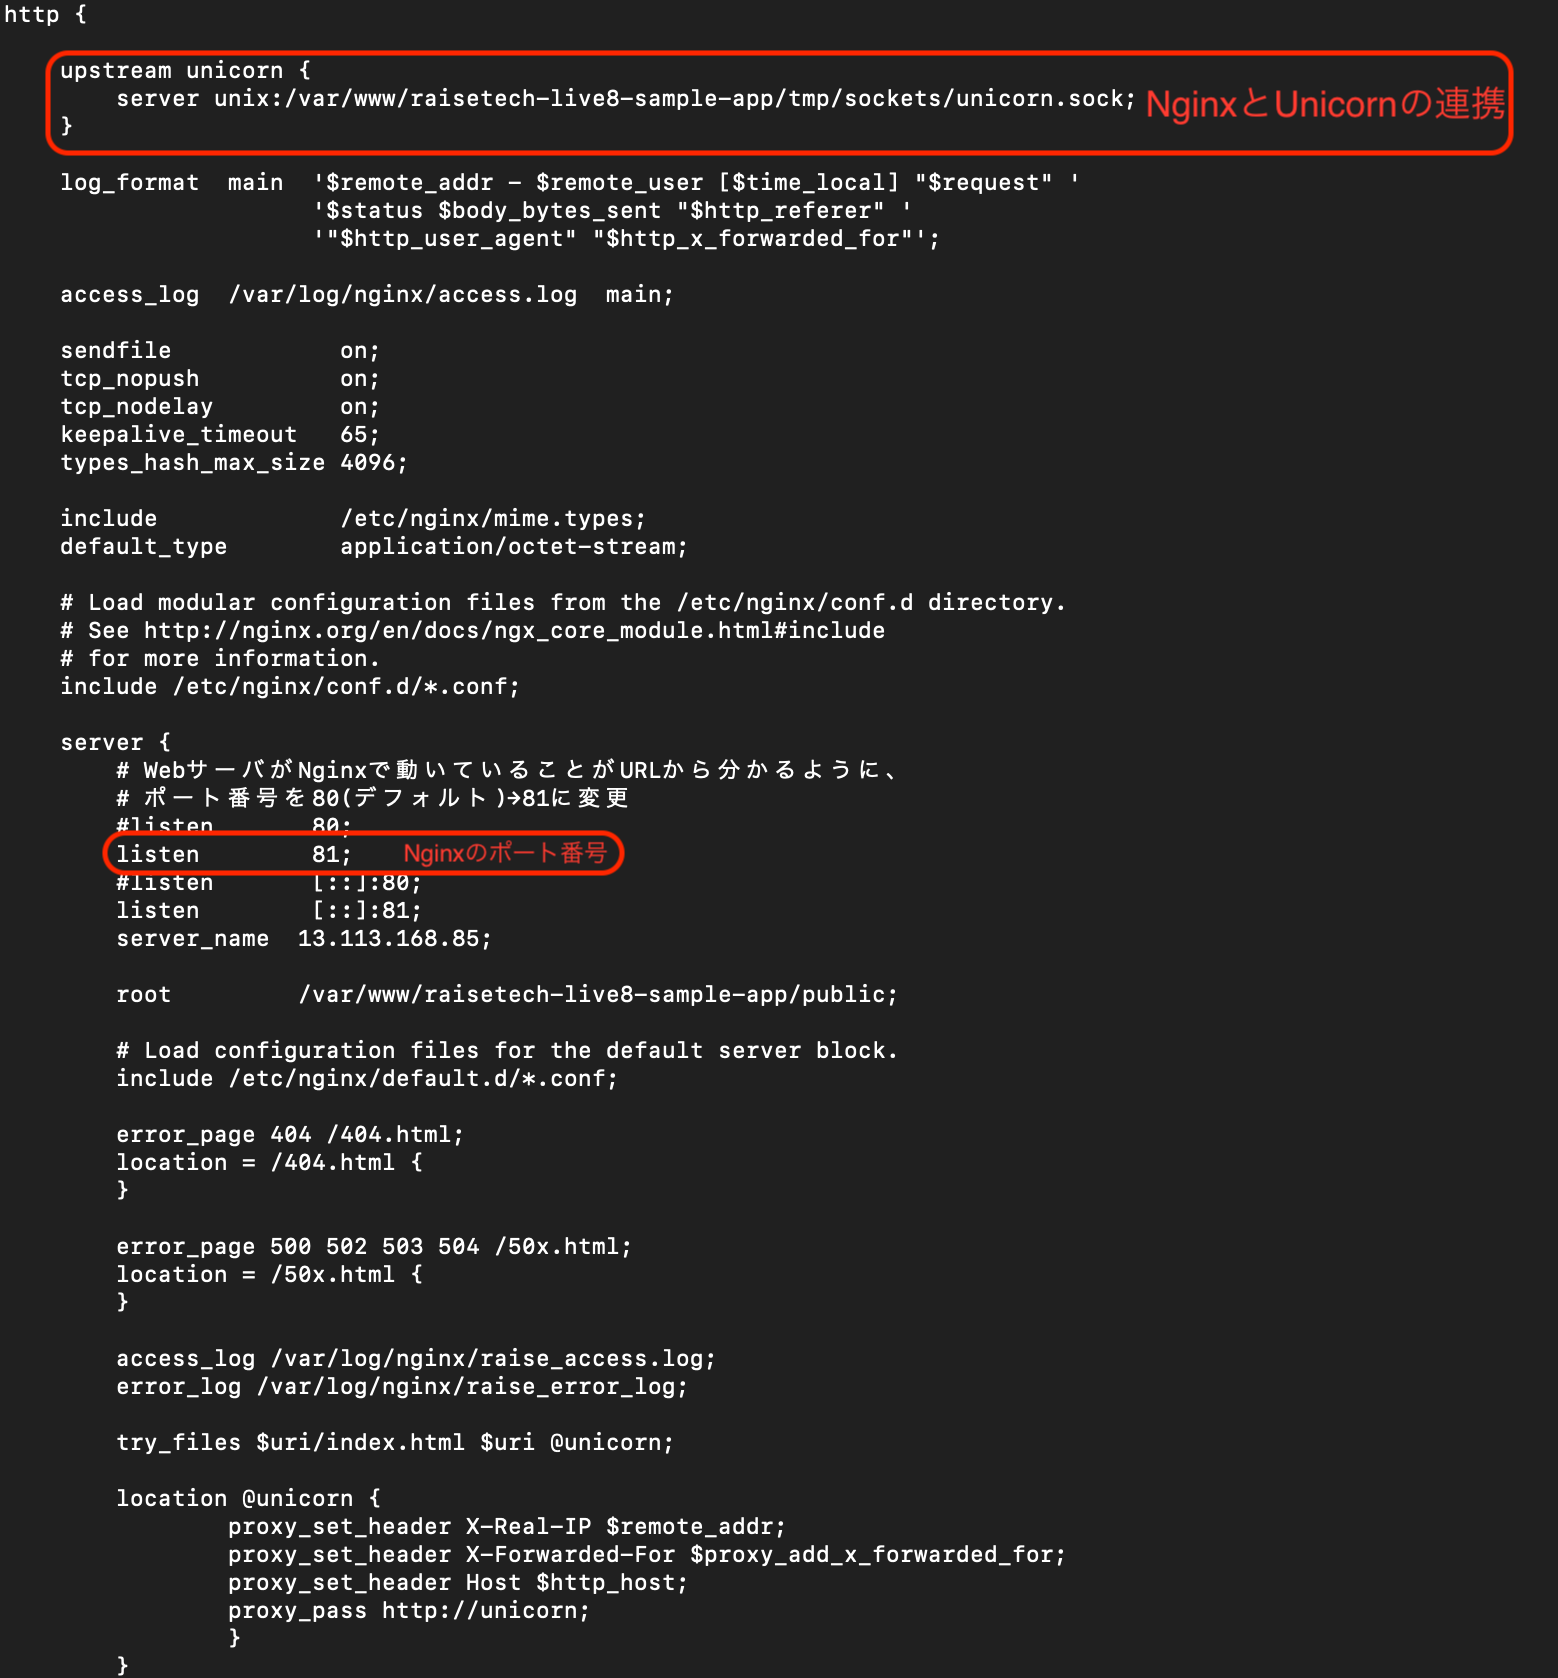 http {
upstream unicorn {
server unix:/var/www/raisetech-live8-sample-app/tmp/sockets/unicorn.sock; NginxとUnicornの連携
}
log_format main '$remote_addr - $remote_user [$time_local] "$request" '
'$status $body_bytes_sent "$http_referer" '
'"$http_user_agent" "$http_x_forwarded_for"';
access_log /var/log/nginx/access.log main;
sendfile on;
tcp_nopush on;
tcp_nodelay on;
keepalive_timeout 65;
types_hash_max_size 4096;
include /etc/nginx/mime.types;
default_type application/octet-stream;
# Load modular configuration files from the /etc/nginx/conf.d directory.
# See http://nginx.org/en/docs/ngx_core_module.html#include
# for more information.
include /etc/nginx/conf.d/*.conf;
server {
# WebサーバがNginxで動いていることがURLから分かるように、
# ポート番号を80(デフォルト)→81に変更
#listen 80;
listen 81; Nginxのポート番号
#listen [::]:80;
listen [::]:81;
server_name 13.113.168.85;
root /var/www/raisetech-live8-sample-app/public;
# Load configuration files for the default server block.
include /etc/nginx/default.d/*.conf;
error_page 404 /404.html;
location = /404.html {
}
error_page 500 502 503 504 /50x.html;
location = /50x.html {
}
access_log /var/log/nginx/raise_access.log;
error_log /var/log/nginx/raise_error_log;
try_files $uri/index.html $uri @unicorn;
location @unicorn {
proxy_set_header X-Real-IP $remote_addr;
proxy_set_header X-Forwarded-For $proxy_add_x_forwarded_for;
proxy_set_header Host $http_host;
proxy_pass http://unicorn;
}
}